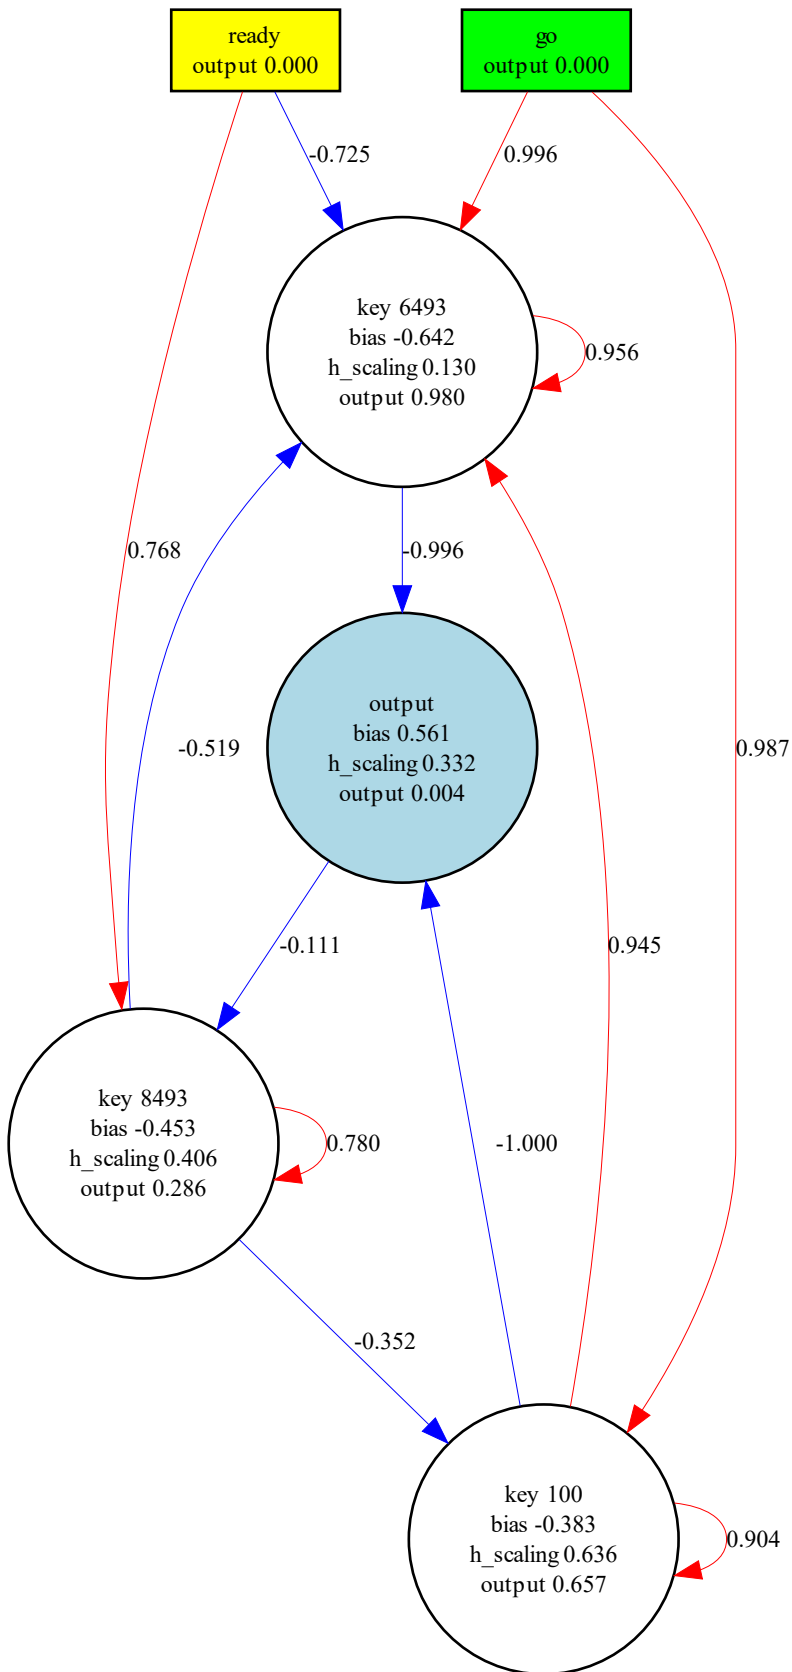 ready
output 0.000
go
output 0.000
-0.725
0.996
key 6493
bias -0.642
h_scaling 0.130
output 0.980
0.956
0.768
-0.996
output
bias 0.561
h_scaling 0.332
output 0.004
-0.519
0.987
-0.111
0.945
key 8493
bias -0.453
h_scaling 0.406
output 0.286
0.780
-1.000
-0.352
key 100
bias -0.383
h_scaling 0.636
output 0.657
0.904